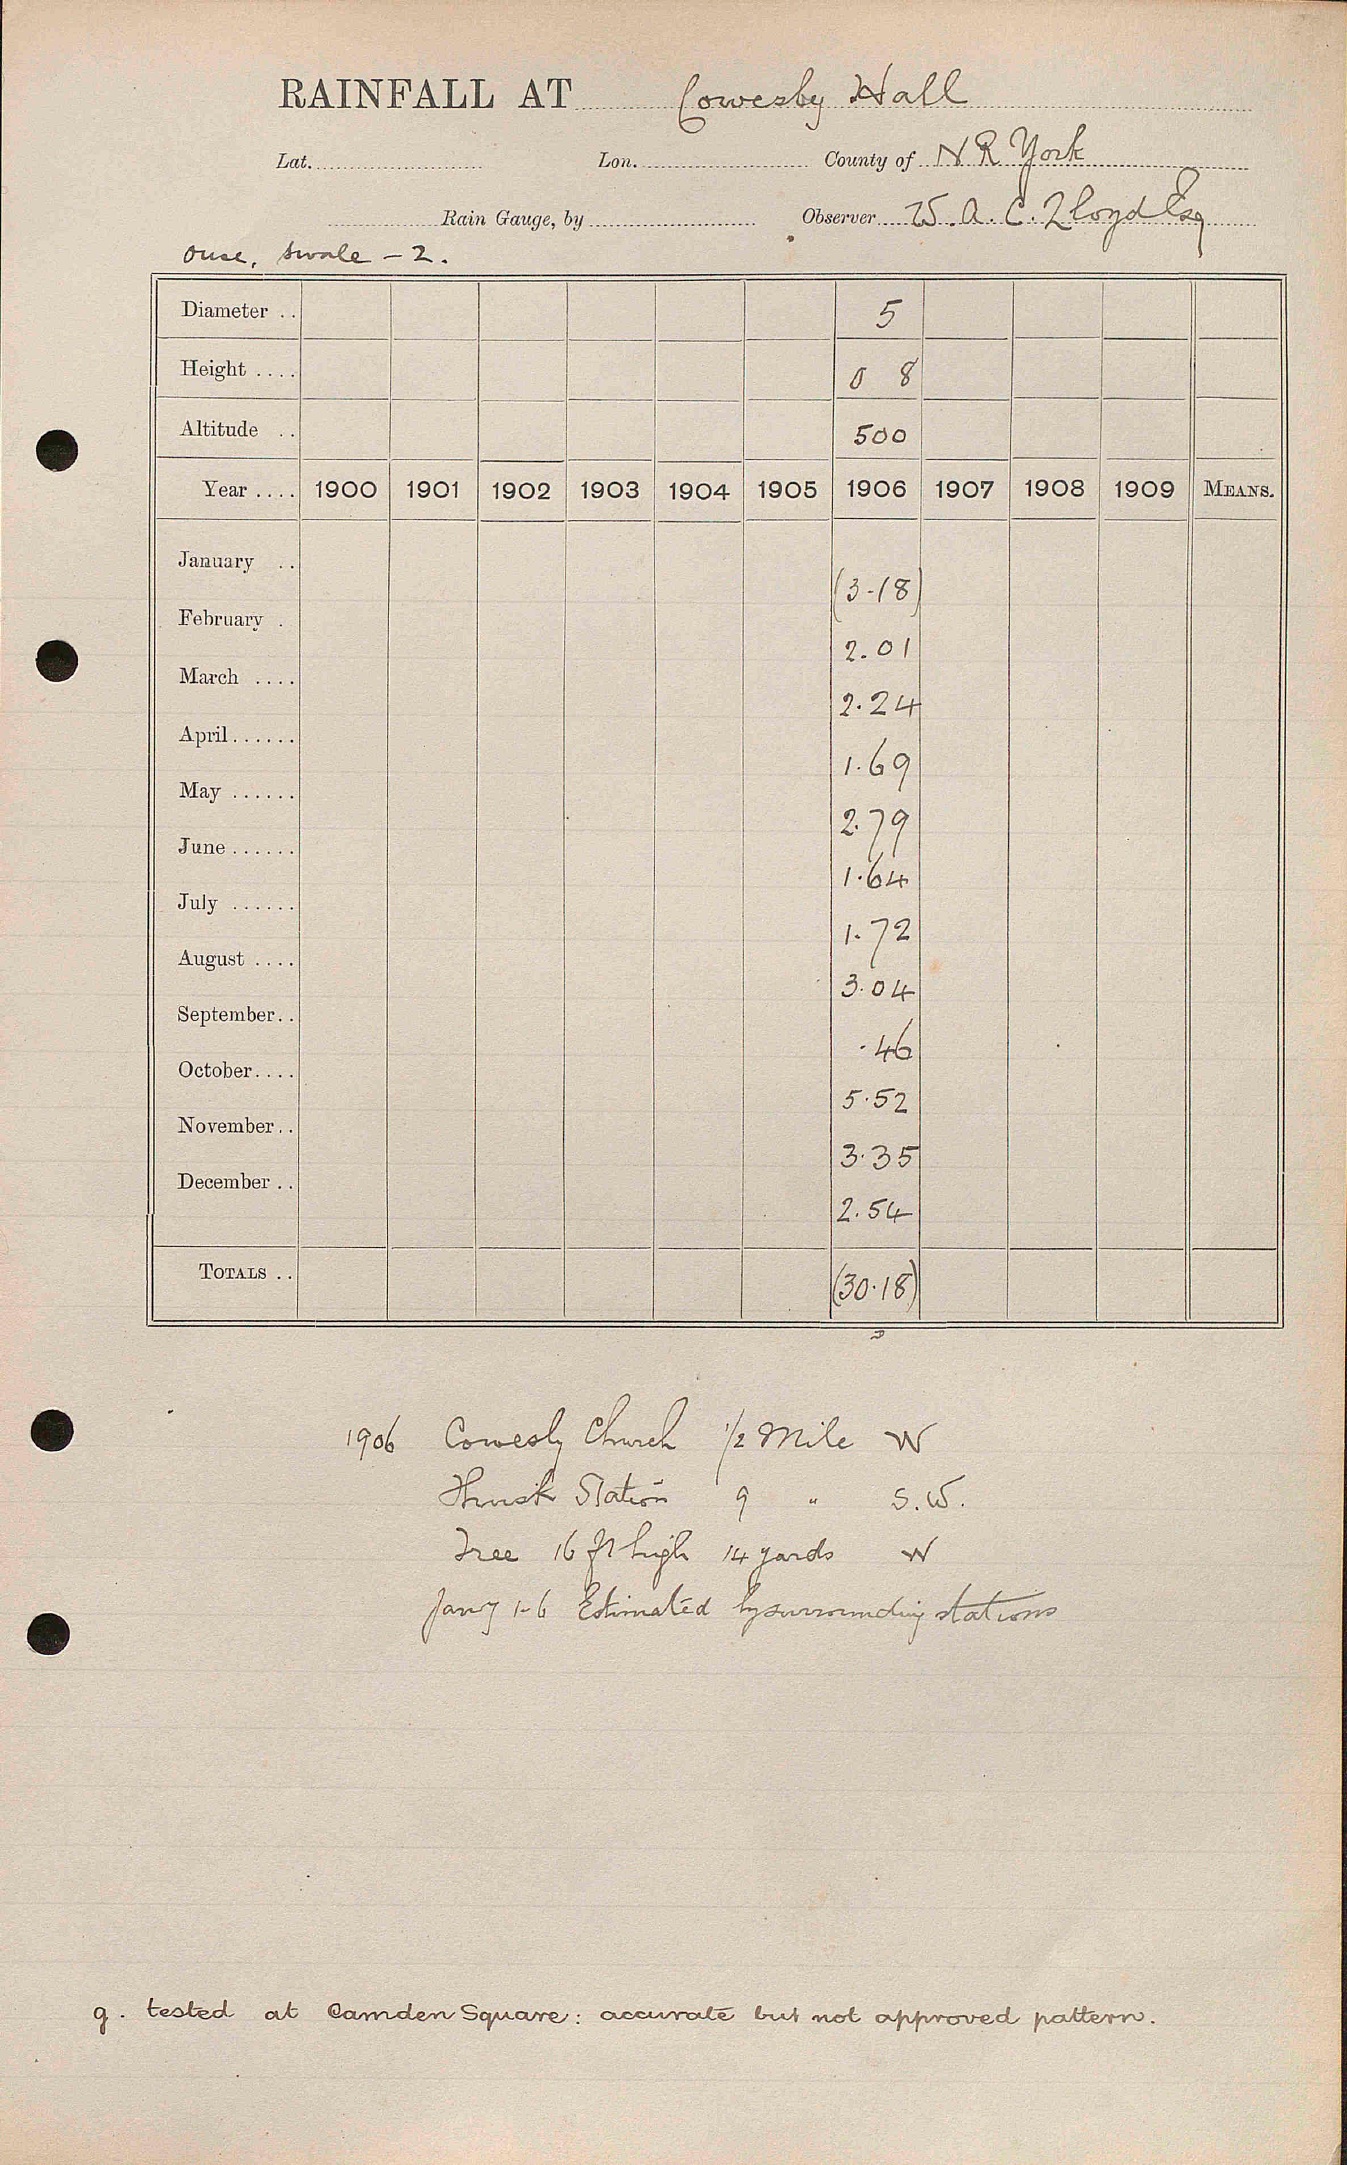 RAINFALL AT Cowesby Hall
Lat. Lon. County of N R York
Rain Gauge, by Observer W. A. C. Lloyd Esq
Ouse, Swale - 2.
Diameter .. 5
Height .... 0 8
Altitude .. 500
Year .... 1900 1901 1902 1903 1904 1905 1906 1907 1908 1909 MEANS.
January .. (3.18)
February . 2.01
March .... 2.24
April...... 1.69
May ...... 2.79
June ...... 1.64
July ...... 1.72
August .... 3.04
September.. .46
October.... 5.52
November.. 3.35
December .. 2.54
TOTALS .. (30.18)
1906 Cowesby Church 1/2 Mile W
Thirsk Station 9 " S.W.
Tree 16 ft high 14 yards W
Jany 1-6 Estimated by surrounding stations
g. tested at Camden Square: accurate but not approved pattern.